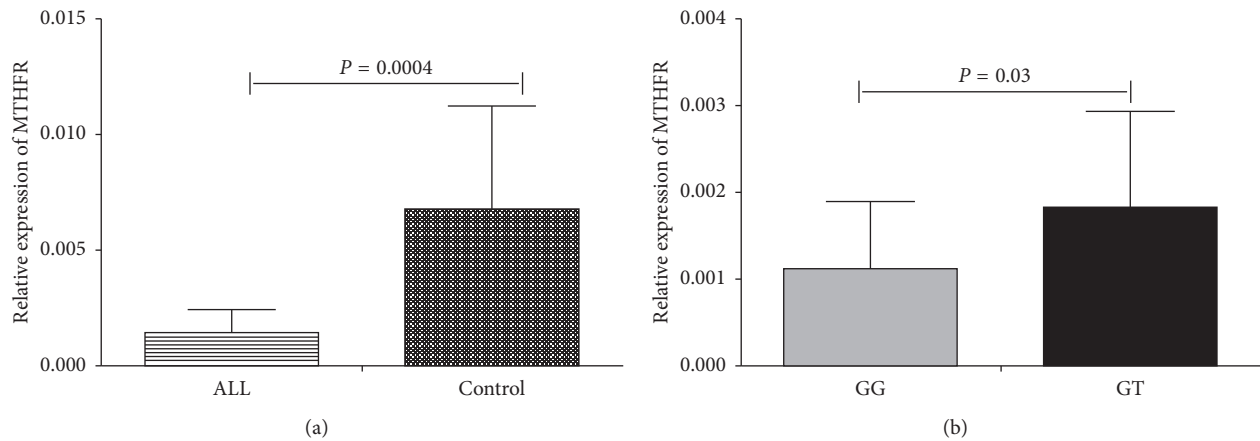 Relative expression of MTHFR
0.015
0.010
0.005
0.000
P = 0.0004
ALL
Control
(a)
Relative expression of MTHFR
0.004
0.003
0.002
0.001
0.000
P = 0.03
GG
GT
(b)